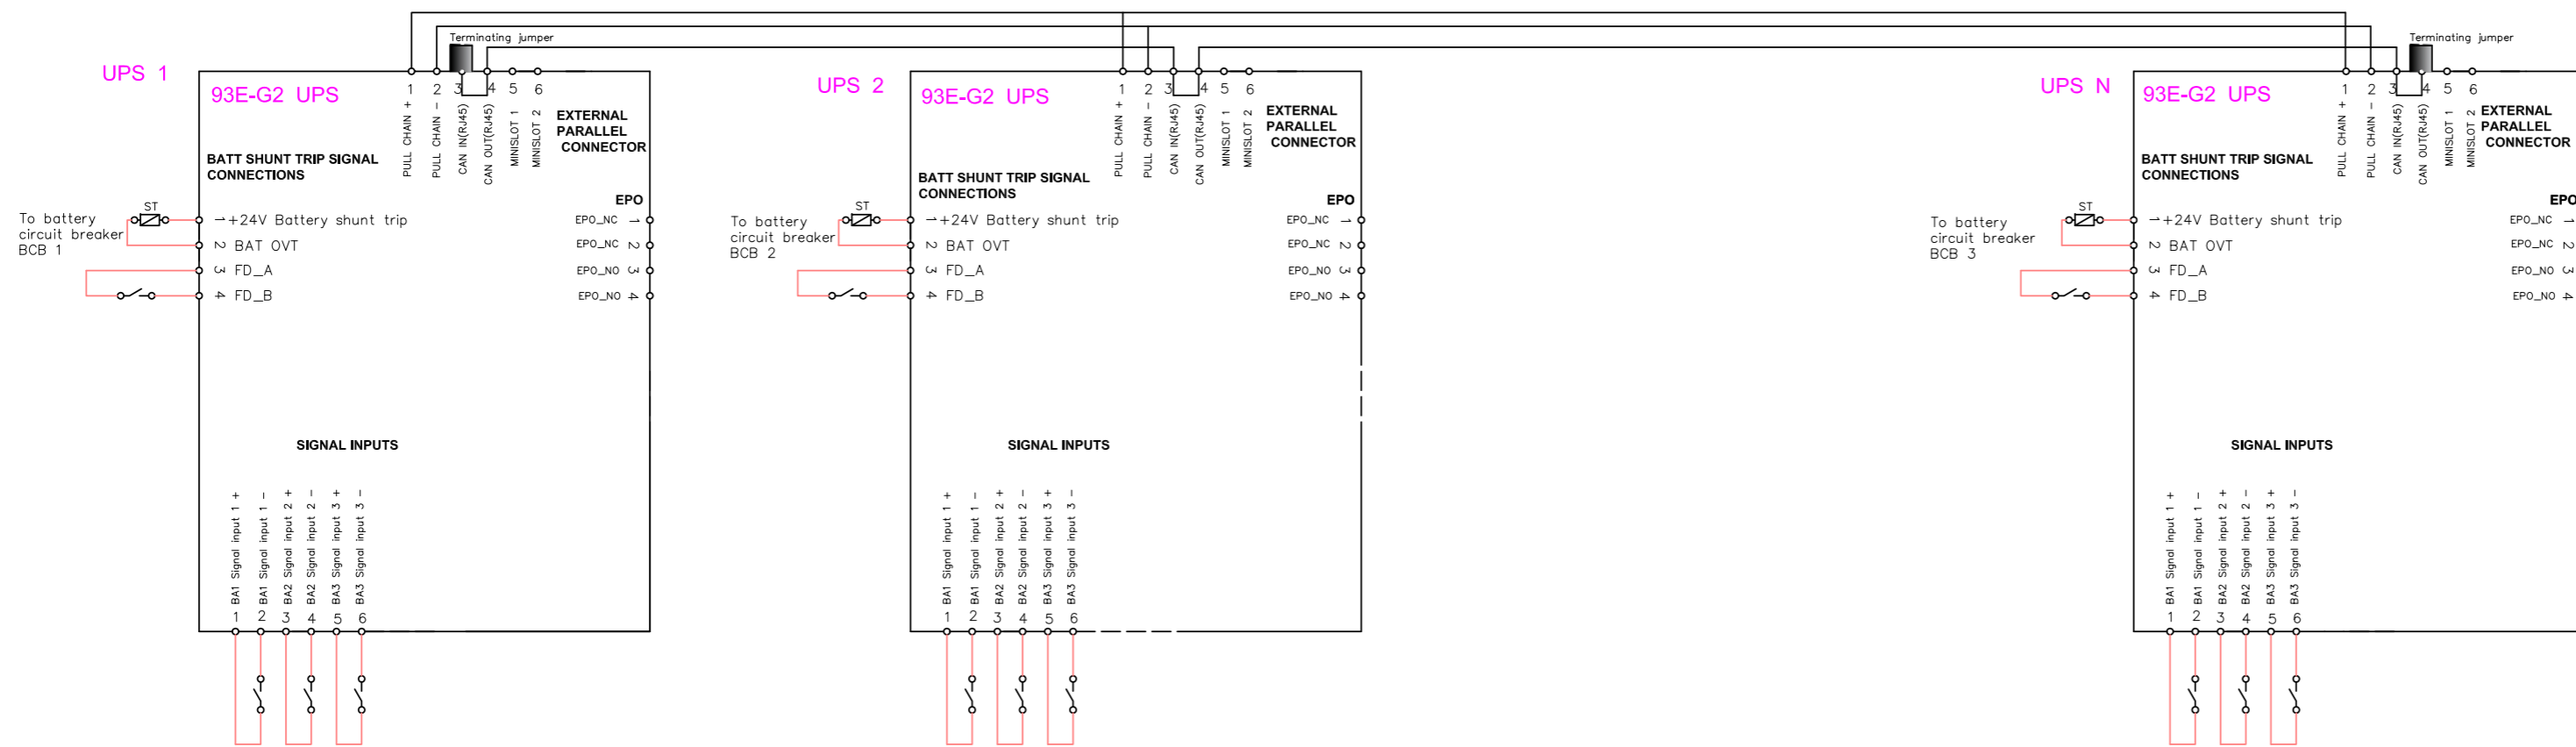 Terminating jumper
UPS 1
93E-G2 UPS
1 2 3 4 5 6
PULL CHAIN +
PULL CHAIN -
CAN IN(RJ45)
CAN OUT(RJ45)
MINISLOT 1
MINISLOT 2
EXTERNAL
PARALLEL
CONNECTOR
BATT SHUNT TRIP SIGNAL
CONNECTIONS
To battery
circuit breaker
BCB 1
ST
1 +24V Battery shunt trip
2 BAT OVT
3 FD_A
4 FD_B
EPO
EPO_NC 1
EPO_NC 2
EPO_NO 3
EPO_NO 4
SIGNAL INPUTS
BA1 Signal input 1 +
BA1 Signal input 1 -
BA2 Signal input 2 +
BA2 Signal input 2 -
BA3 Signal input 3 +
BA3 Signal input 3 -
1 2 3 4 5 6
UPS 2
93E-G2 UPS
1 2 3 4 5 6
PULL CHAIN +
PULL CHAIN -
CAN IN(RJ45)
CAN OUT(RJ45)
MINISLOT 1
MINISLOT 2
EXTERNAL
PARALLEL
CONNECTOR
BATT SHUNT TRIP SIGNAL
CONNECTIONS
To battery
circuit breaker
BCB 2
ST
1 +24V Battery shunt trip
2 BAT OVT
3 FD_A
4 FD_B
EPO
EPO_NC 1
EPO_NC 2
EPO_NO 3
EPO_NO 4
SIGNAL INPUTS
BA1 Signal input 1 +
BA1 Signal input 1 -
BA2 Signal input 2 +
BA2 Signal input 2 -
BA3 Signal input 3 +
BA3 Signal input 3 -
1 2 3 4 5 6
Terminating jumper
UPS N
93E-G2 UPS
1 2 3 4 5 6
PULL CHAIN +
PULL CHAIN -
CAN IN(RJ45)
CAN OUT(RJ45)
MINISLOT 1
MINISLOT 2
EXTERNAL
PARALLEL
CONNECTOR
BATT SHUNT TRIP SIGNAL
CONNECTIONS
To battery
circuit breaker
BCB 3
ST
1 +24V Battery shunt trip
2 BAT OVT
3 FD_A
4 FD_B
EPO
EPO_NC 1
EPO_NC 2
EPO_NO 3
EPO_NO 4
SIGNAL INPUTS
BA1 Signal input 1 +
BA1 Signal input 1 -
BA2 Signal input 2 +
BA2 Signal input 2 -
BA3 Signal input 3 +
BA3 Signal input 3 -
1 2 3 4 5 6